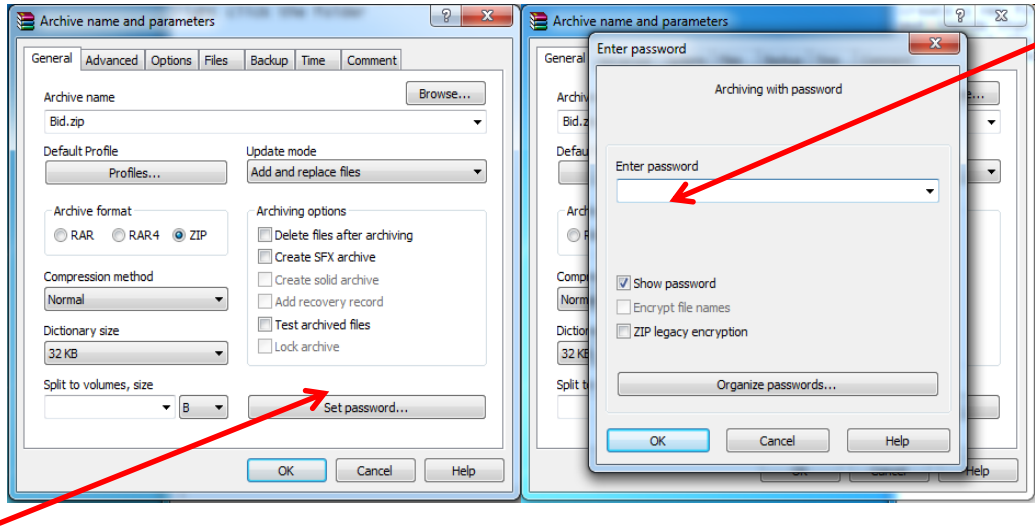 Archive name and parameters
General Advanced Options Files Backup Time Comment
Archive name
Browse...
Bid.zip
Default Profile
Profiles...
Update mode
Add and replace files
Archive format
RAR RAR4 ZIP
Compression method
Normal
Dictionary size
32 KB
Split to volumes, size
B
Archiving options
Delete files after archiving
Create SFX archive
Create solid archive
Add recovery record
Test archived files
Lock archive
Set password...
OK Cancel Help
Archive name and parameters
General
Enter password
Archiving with password
Enter password
Show password
Encrypt file names
ZIP legacy encryption
Organize passwords...
OK Cancel Help
Help